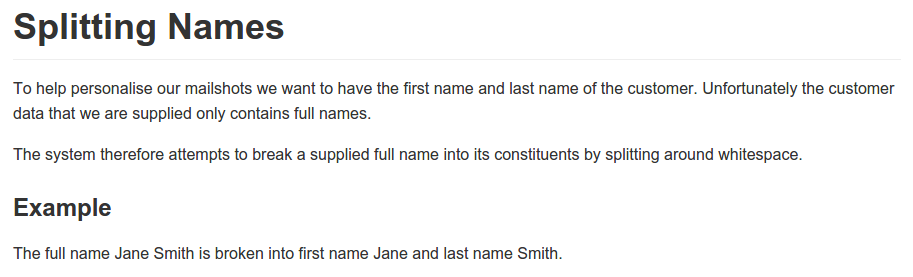 Splitting Names
To help personalise our mailshots we want to have the first name and last name of the customer. Unfortunately the customer
data that we are supplied only contains full names.
The system therefore attempts to break a supplied full name into its constituents by splitting around whitespace.
Example
The full name Jane Smith is broken into first name Jane and last name Smith.